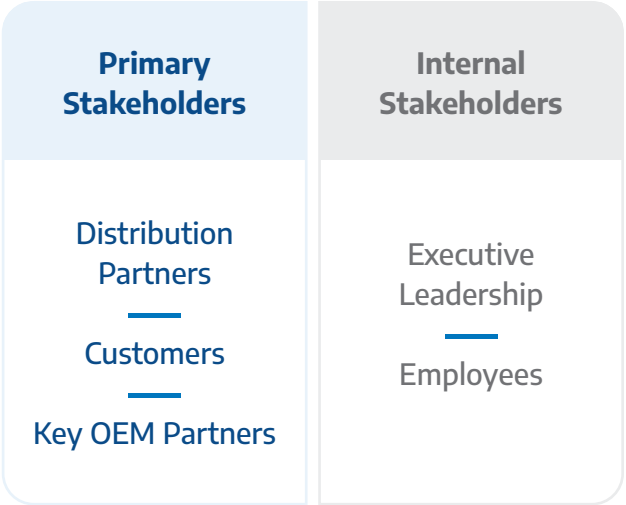 Primary
Stakeholders
Distribution
Partners
Customers
Key OEM Partners
Internal
Stakeholders
Executive
Leadership
Employees